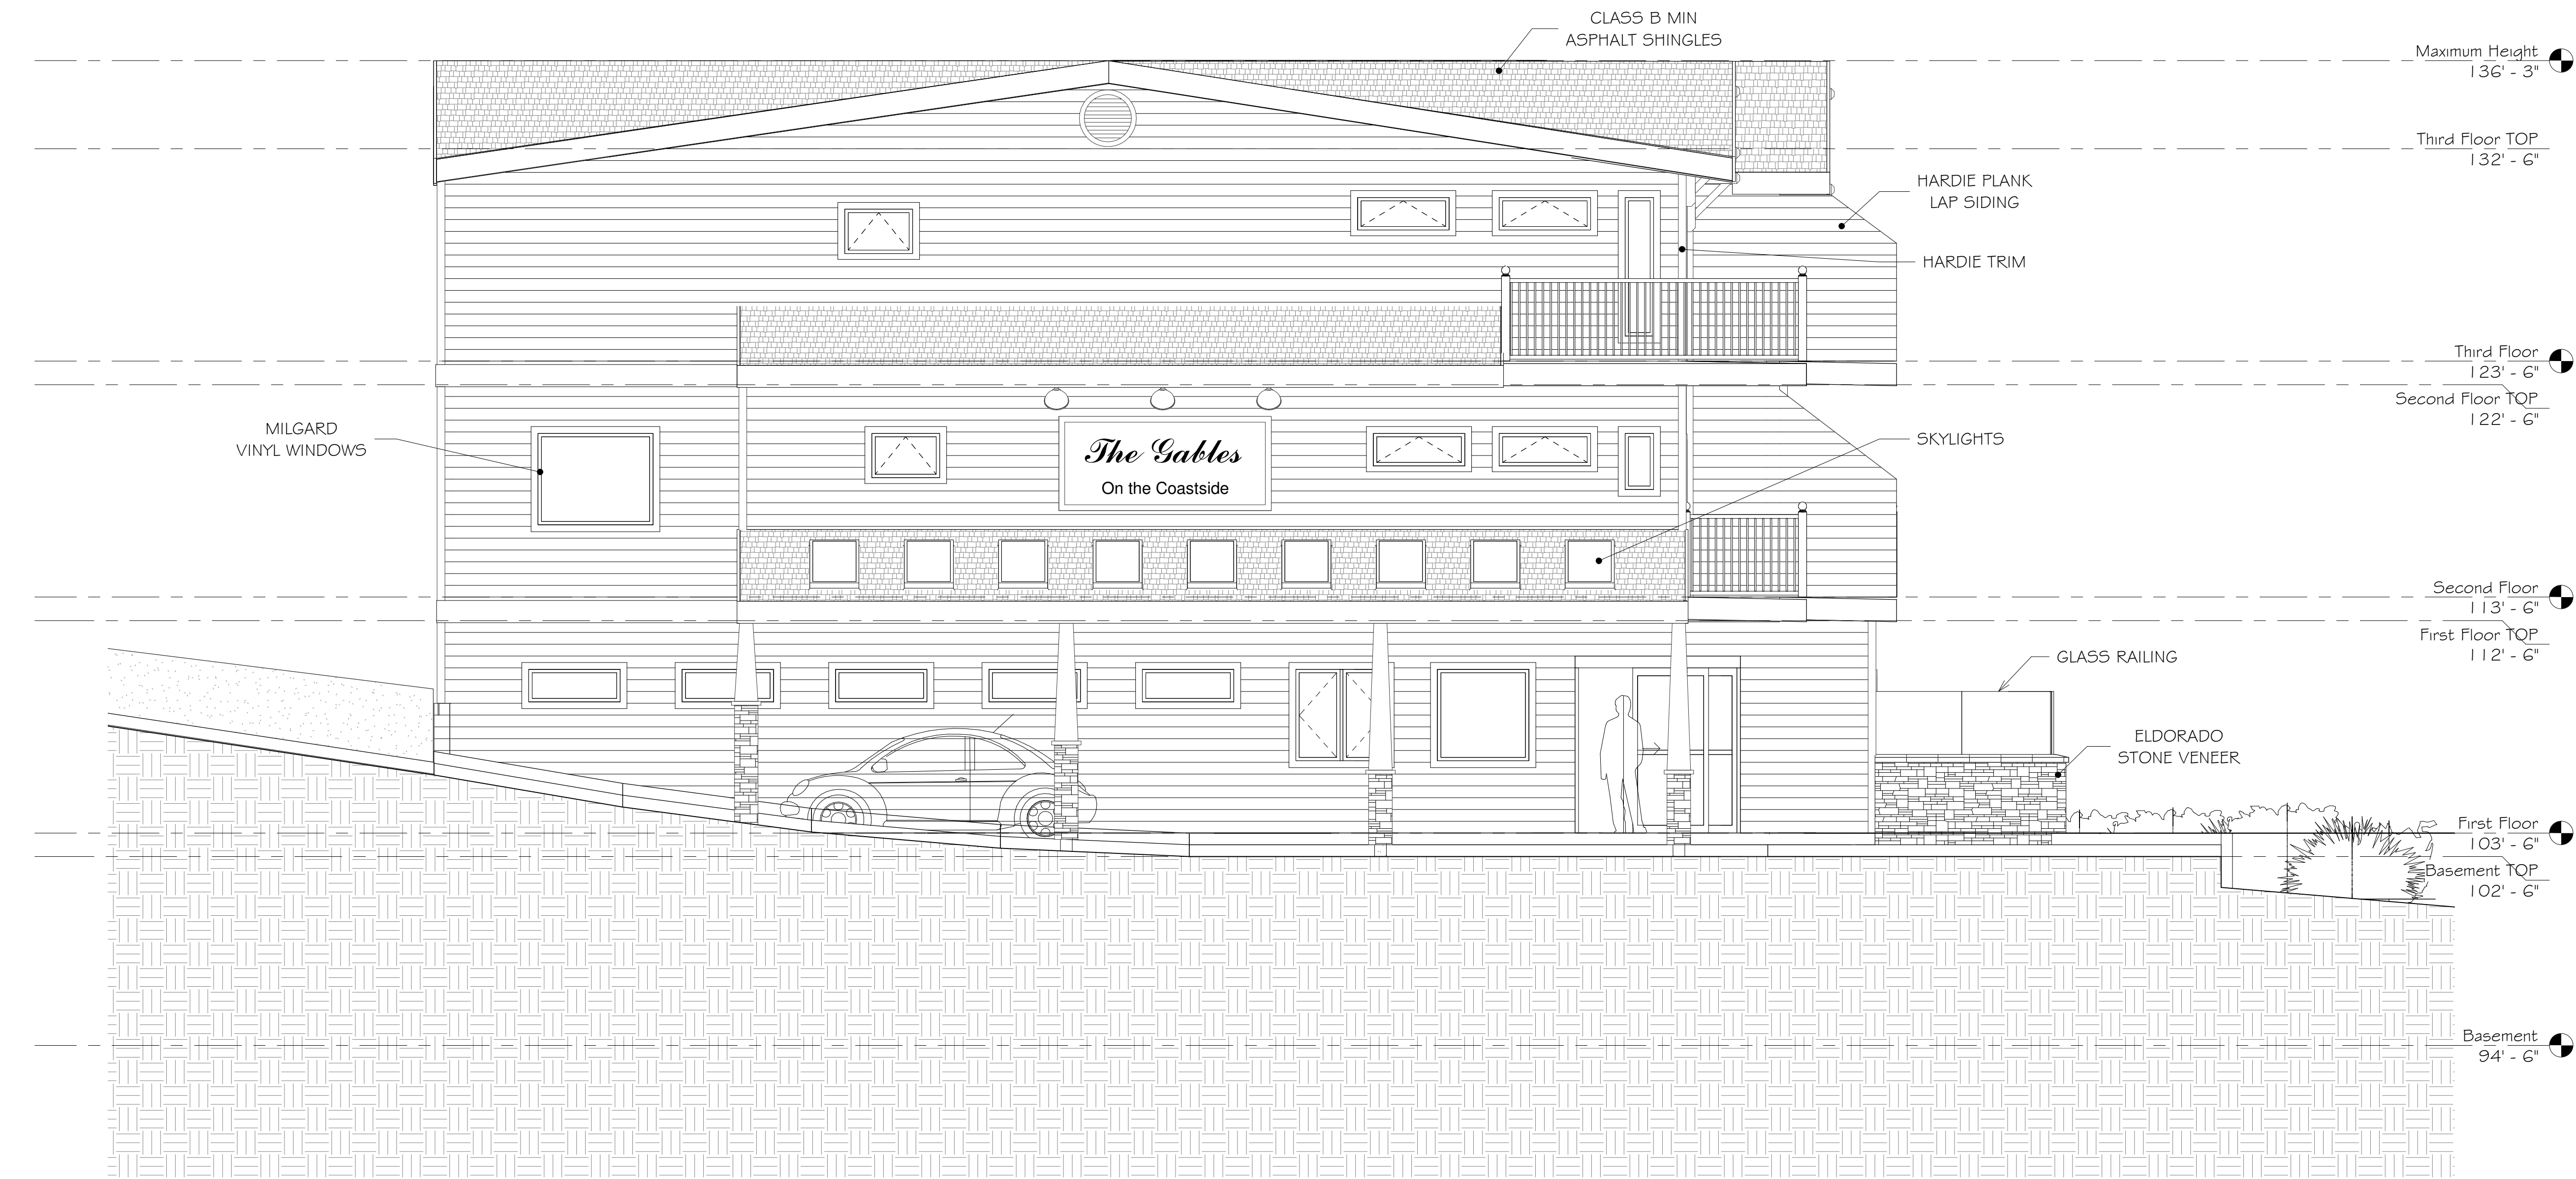 CLASS B MIN
ASPHALT SHINGLES
Maximum Height
136' - 3"
Third Floor TOP
132' - 6"
HARDIE PLANK
LAP SIDING
HARDIE TRIM
Third Floor
123' - 6"
Second Floor TOP
122' - 6"
MILGARD
VINYL WINDOWS
The Gables
On the Coastside
SKYLIGHTS
Second Floor
113' - 6"
First Floor TOP
112' - 6"
GLASS RAILING
ELDORADO
STONE VENEER
First Floor
103' - 6"
Basement TOP
102' - 6"
Basement
94' - 6"